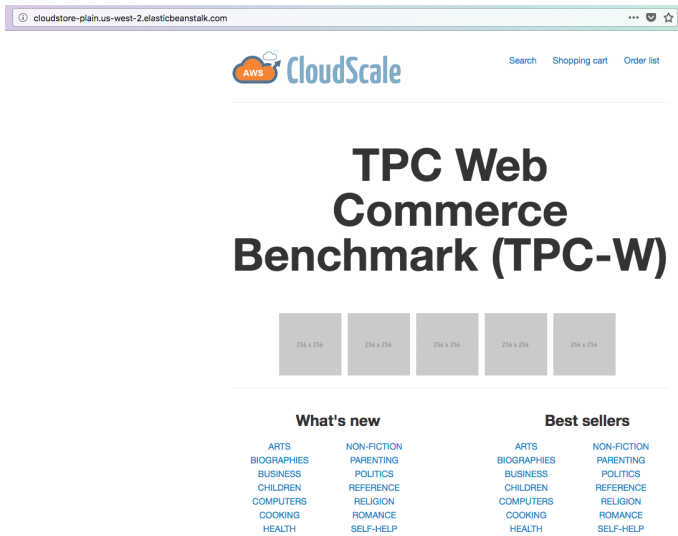 cloudstore-plain.us-west-2.elasticbeanstalk.com
AWS CloudScale
Search Shopping cart Order list
TPC Web
Commerce
Benchmark (TPC-W)
256 x 256 256 x 256 256 x 256 256 x 256 256 x 256
What's new Best sellers
ARTS NON-FICTION ARTS NON-FICTION
BIOGRAPHIES PARENTING BIOGRAPHIES PARENTING
BUSINESS POLITICS BUSINESS POLITICS
CHILDREN REFERENCE CHILDREN REFERENCE
COMPUTERS RELIGION COMPUTERS RELIGION
COOKING ROMANCE COOKING ROMANCE
HEALTH SELF-HELP HEALTH SELF-HELP